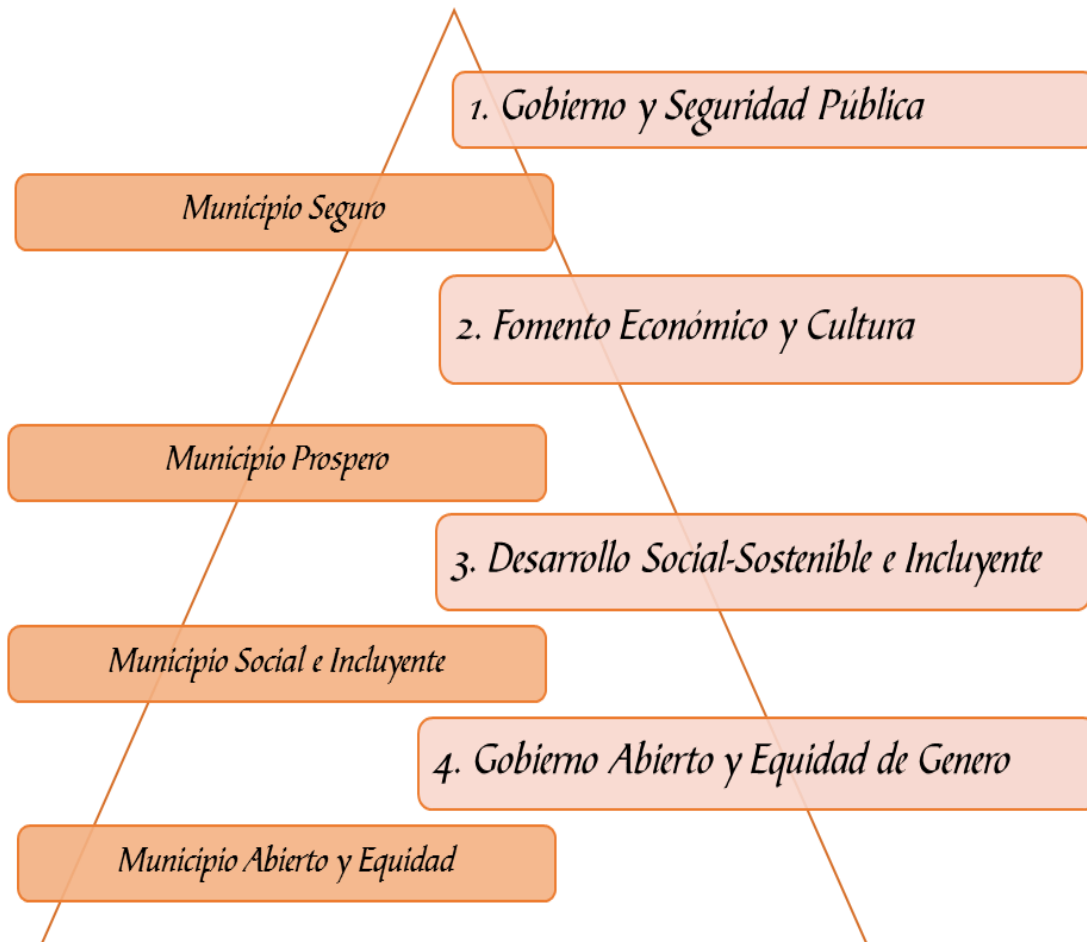 1. Gobierno y Seguridad Pública
Municipio Seguro
2. Fomento Económico y Cultura
Municipio Prospero
3. Desarrollo Social-Sostenible e Incluyente
Municipio Social e Incluyente
4. Gobierno Abierto y Equidad de Genero
Municipio Abierto y Equidad